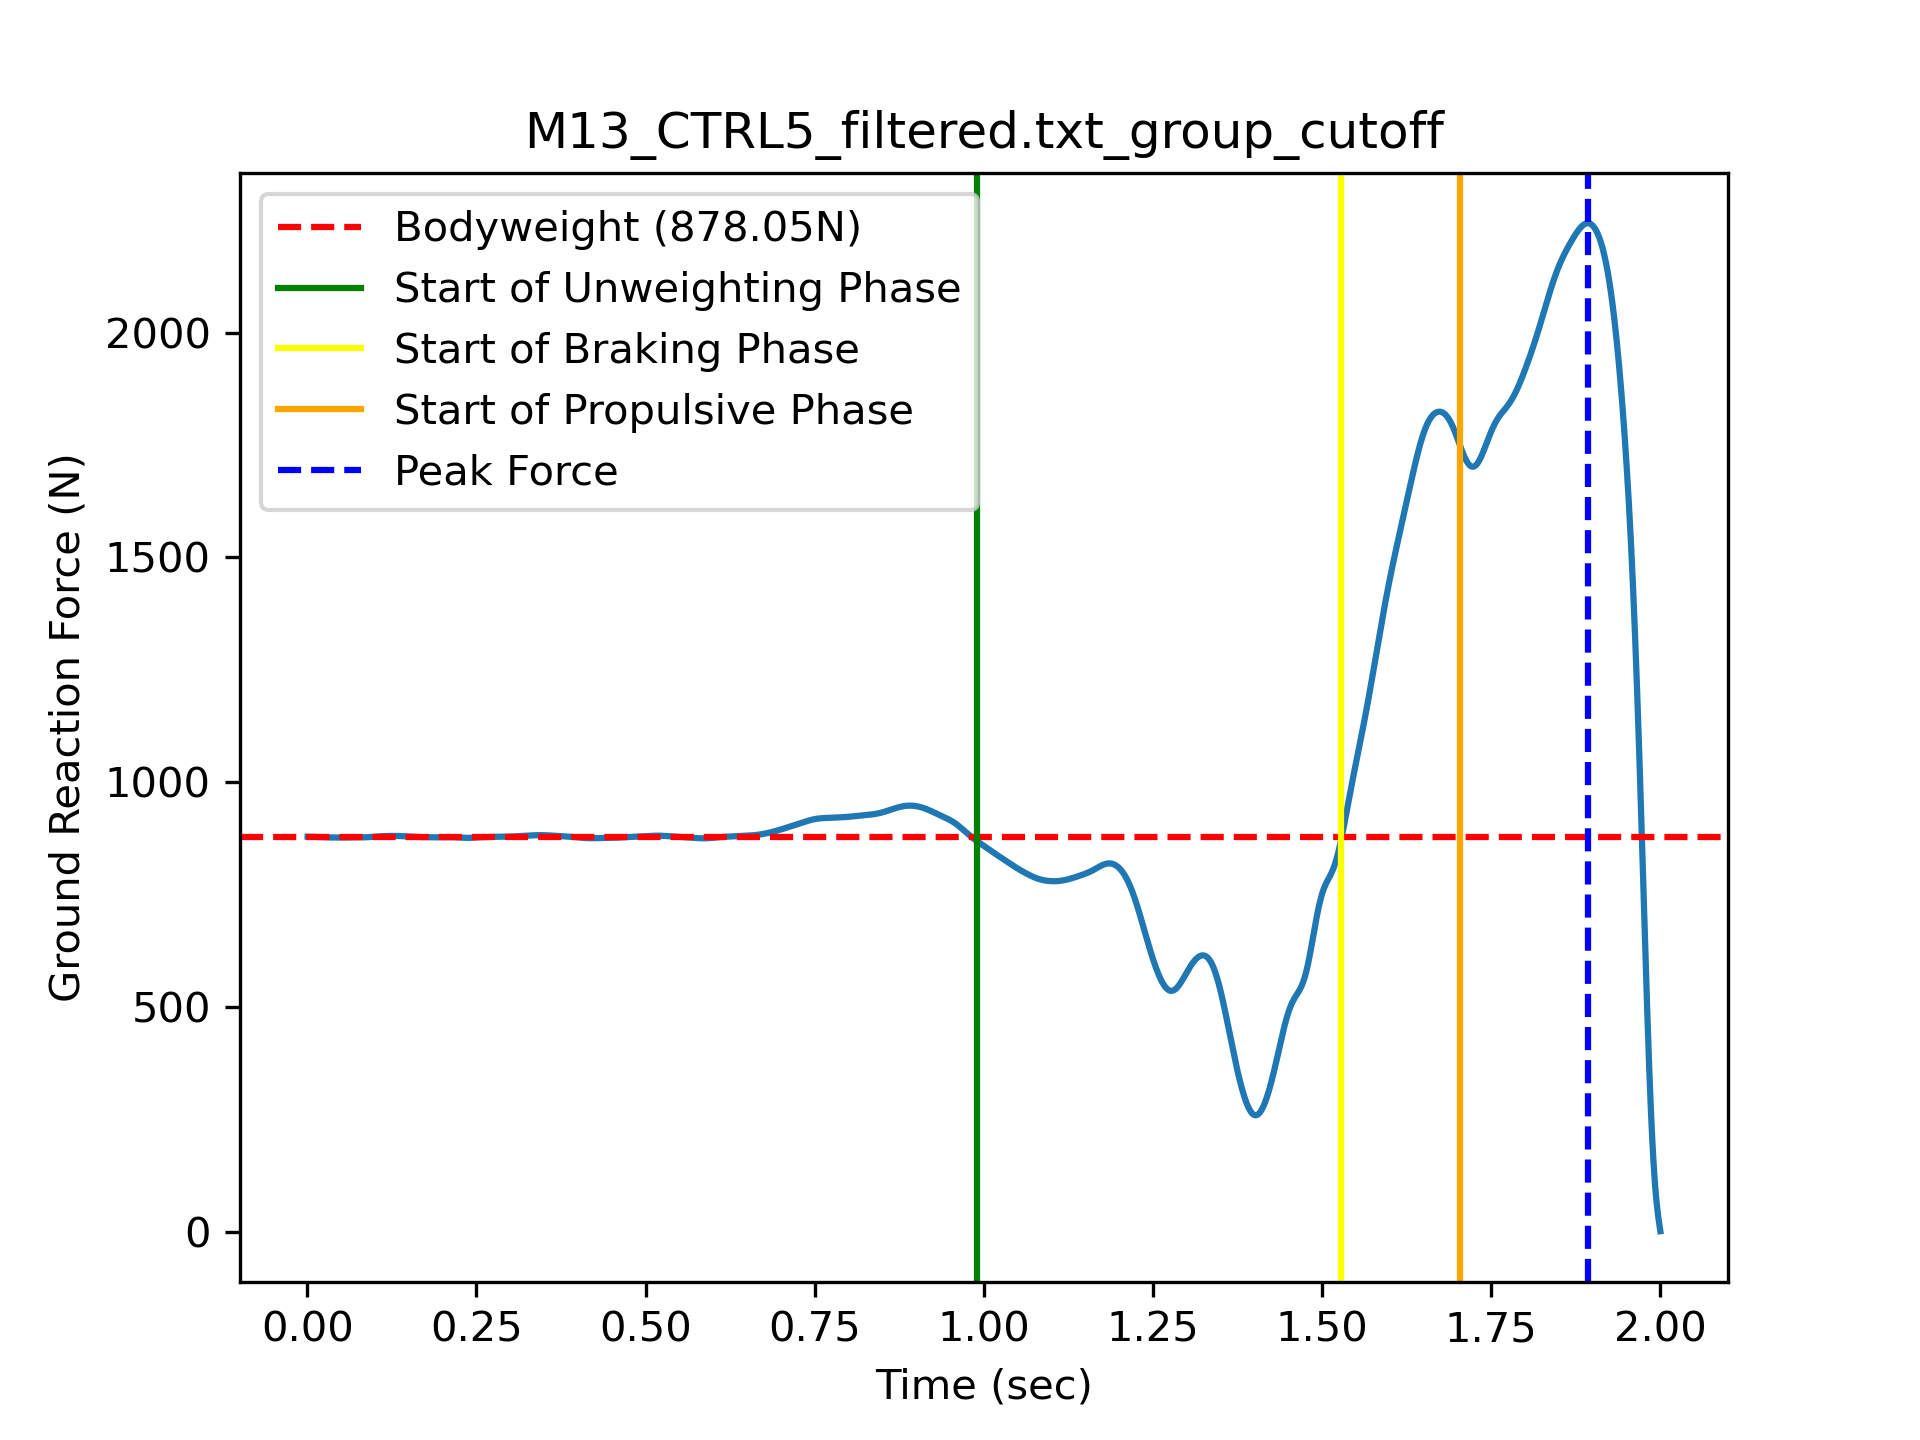 M13_CTRL5_filtered.txt_group_cutoff
Bodyweight (878.05N)
Start of Unweighting Phase
Start of Braking Phase
Start of Propulsive Phase
Peak Force
Ground Reaction Force (N)
2000
1500
1000
500
0
0.00 0.25 0.50 0.75 1.00 1.25 1.50 1.75 2.00
Time (sec)